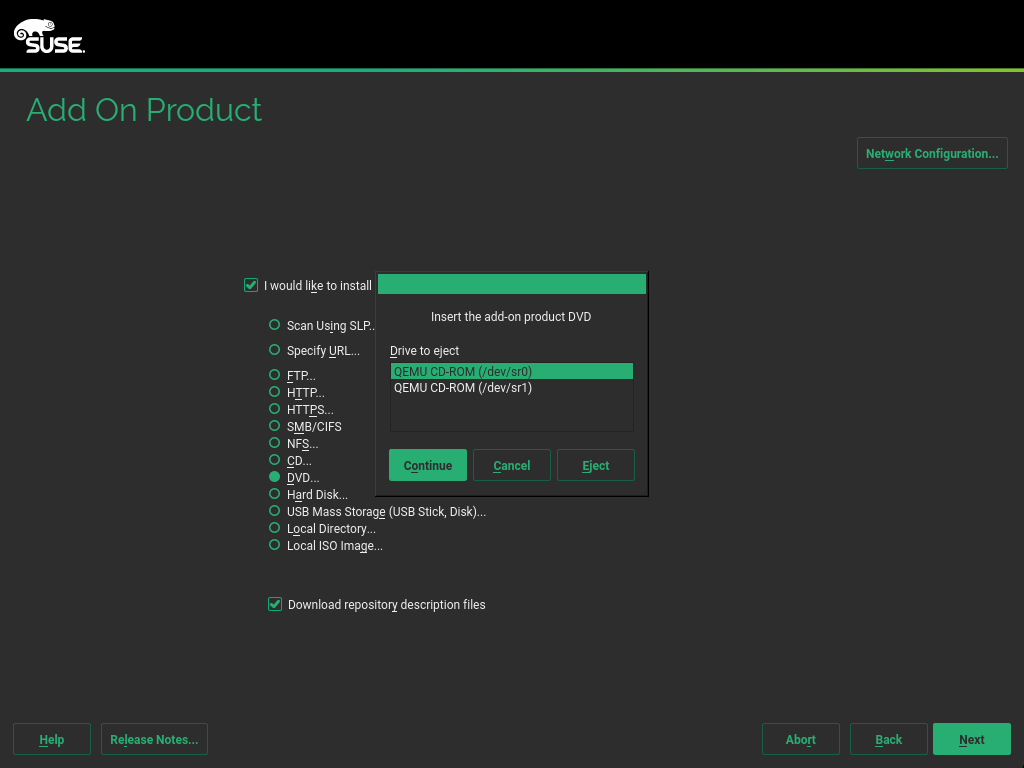 SUSE.
Add On Product
Network Configuration...
I would like to install
Insert the add-on product DVD
Drive to eject
QEMU CD-ROM (/dev/sr0)
QEMU CD-ROM (/dev/sr1)
Continue Cancel Eject
Scan Using SLP..
Specify URL...
FTP...
HTTP...
HTTPS...
SMB/CIFS
NFS...
CD...
DVD...
Hard Disk...
USB Mass Storage (USB Stick, Disk)...
Local Directory...
Local ISO Image...
Download repository description files
Help Release Notes... Abort Back Next